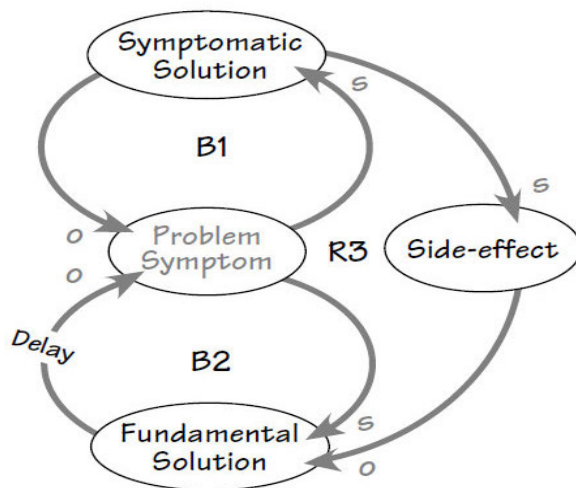 Symptomatic
Solution
S
B1
S
O
Problem
Symptom
R3
Side-effect
O
Delay
B2
S
Fundamental
Solution
O